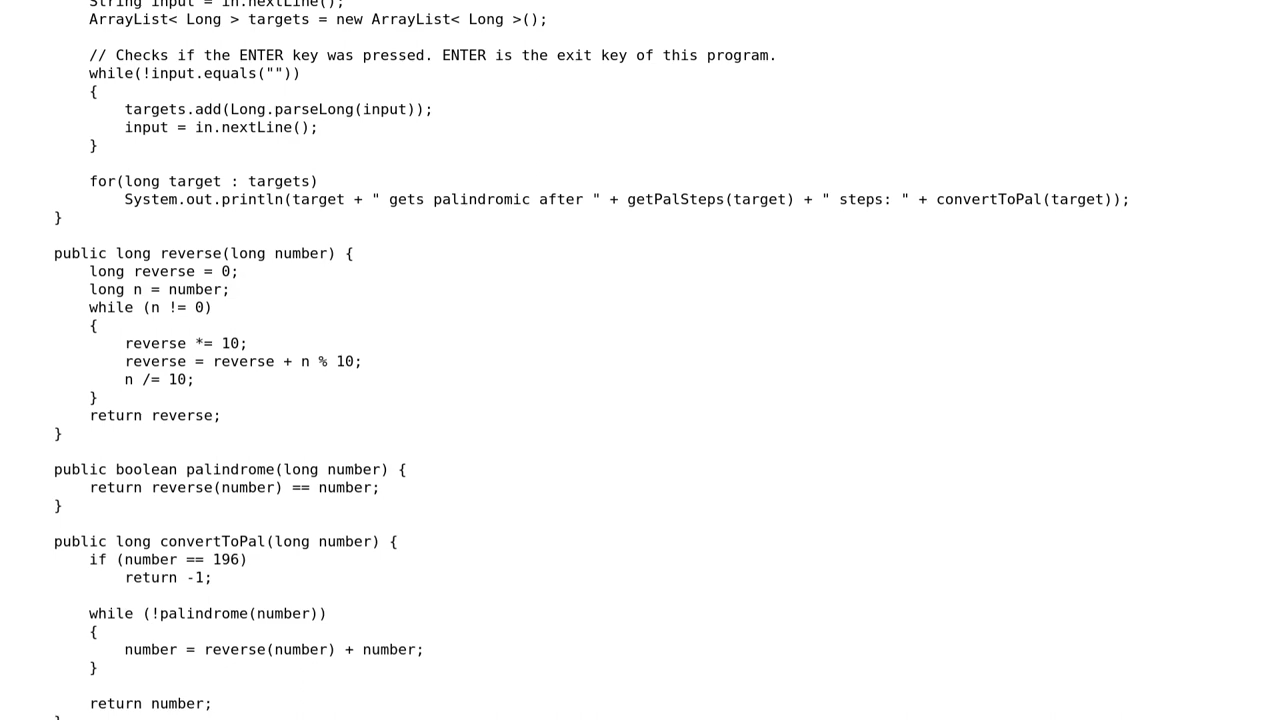 String input = in.nextLine();
ArrayList< Long > targets = new ArrayList< Long >();
// Checks if the ENTER key was pressed. ENTER is the exit key of this program.
while(!input.equals(""))
{
targets.add(Long.parseLong(input));
input = in.nextLine();
}
for(long target : targets)
System.out.println(target + " gets palindromic after " + getPalSteps(target) + " steps: " + convertToPal(target));
}
public long reverse(long number) {
long reverse = 0;
long n = number;
while (n != 0)
{
reverse *= 10;
reverse = reverse + n % 10;
n /= 10;
}
return reverse;
}
public boolean palindrome(long number) {
return reverse(number) == number;
}
public long convertToPal(long number) {
if (number == 196)
return -1;
while (!palindrome(number))
{
number = reverse(number) + number;
}
return number;
}